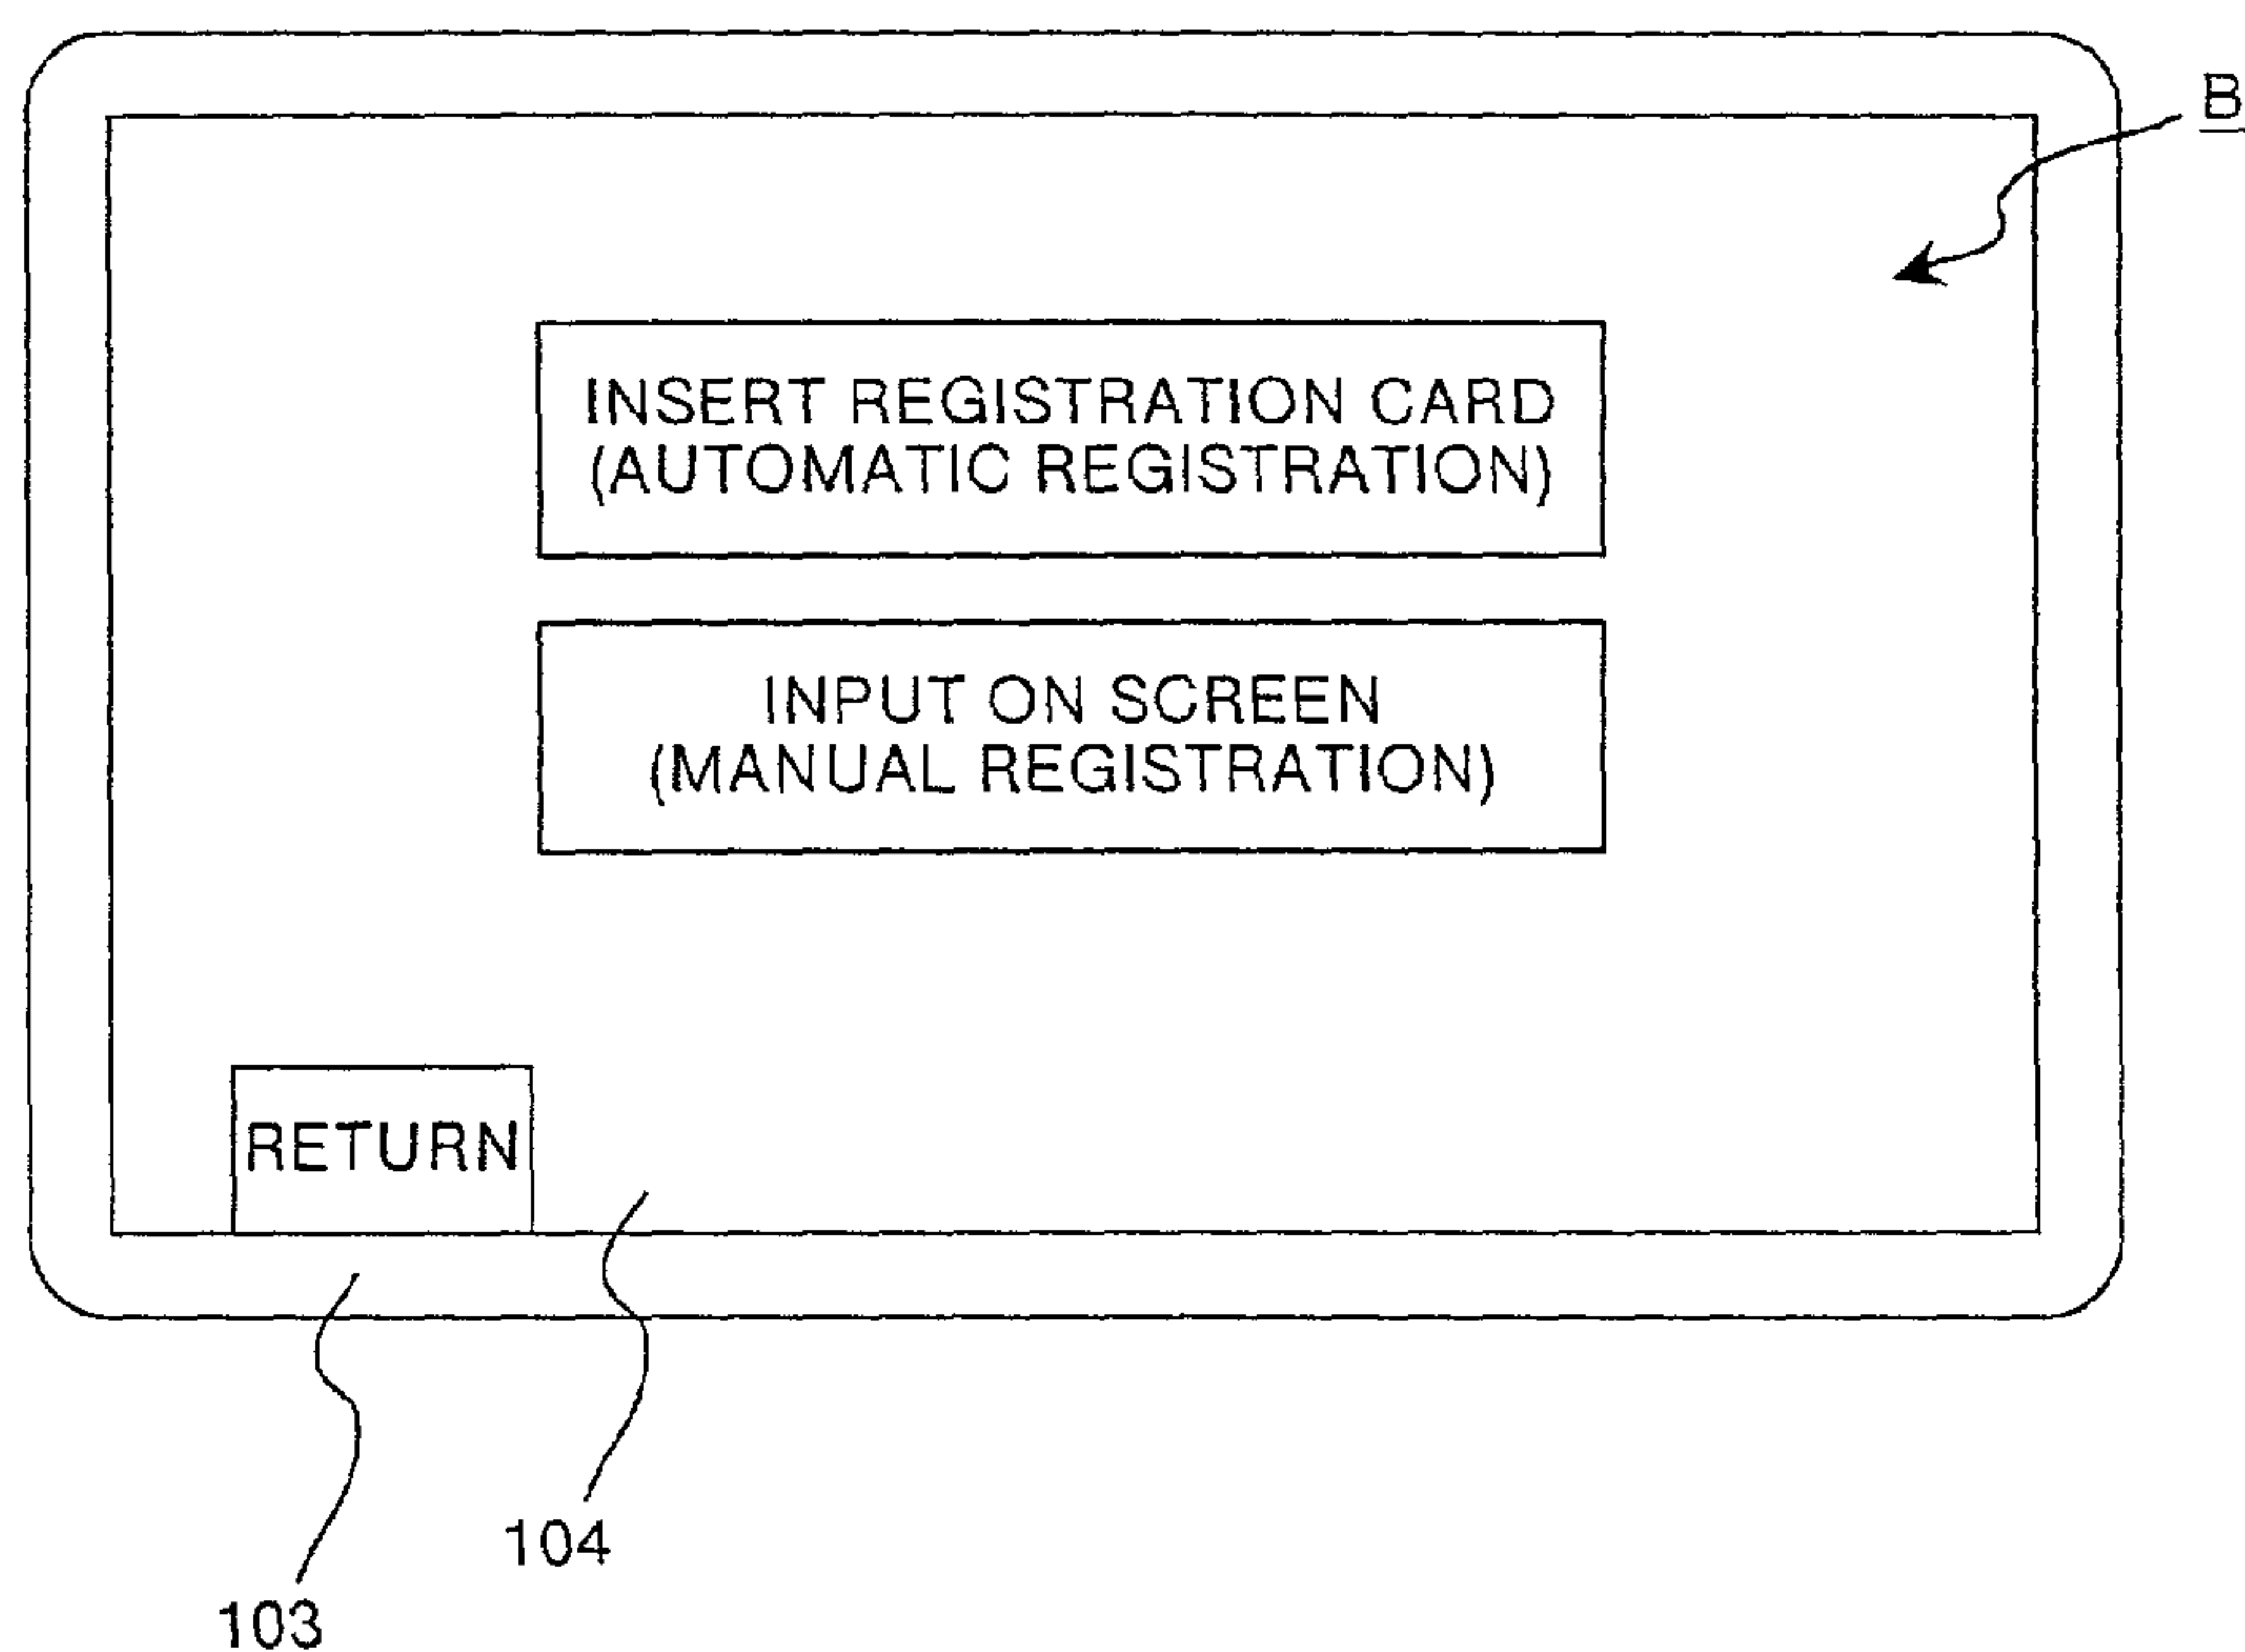 B
INSERT REGISTRATION CARD
(AUTOMATIC REGISTRATION)
INPUT ON SCREEN
(MANUAL REGISTRATION)
RETURN
104
103